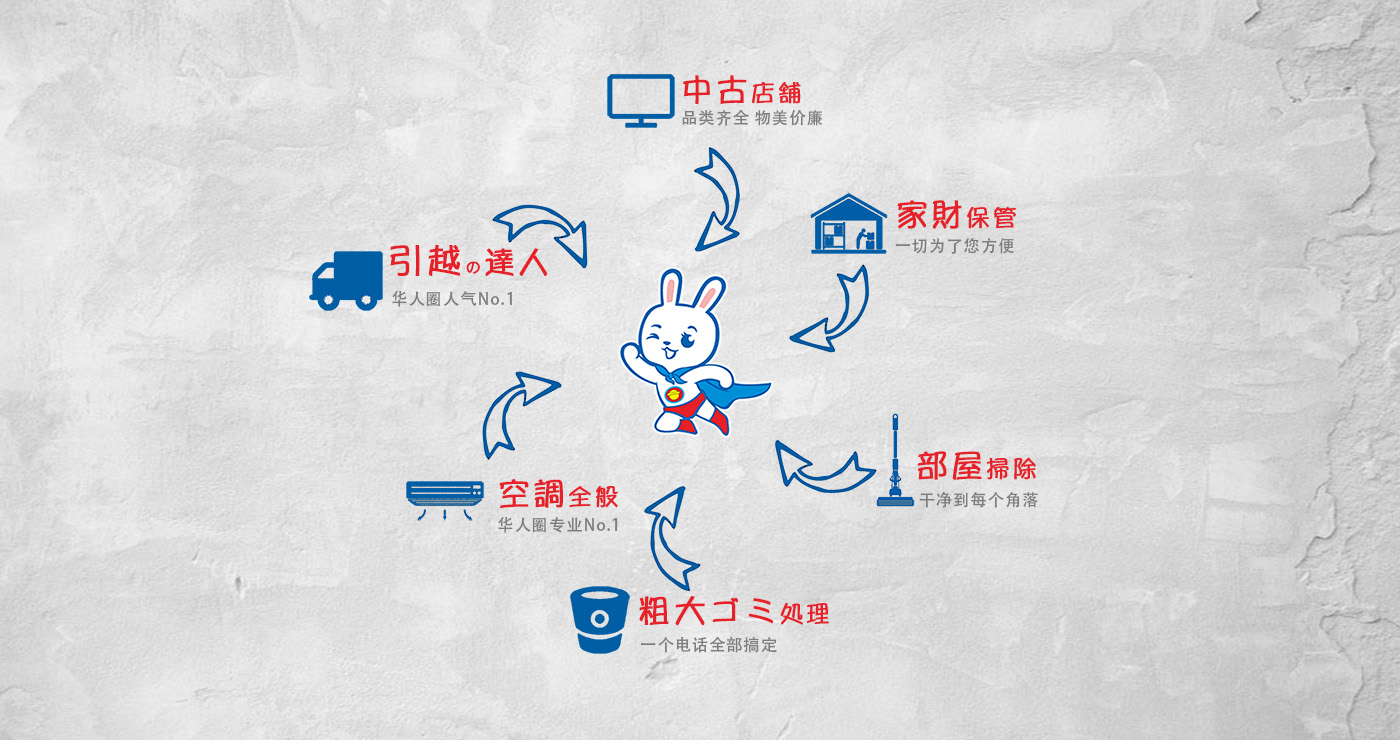 中古店舗
品类齐全 物美价廉
家財保管
一切为了您方便
引越の達人
华人圈人气No.1
部屋掃除
干净到每个角落
空調全般
华人圈专业No.1
粗大ゴミ処理
一个电话全部搞定